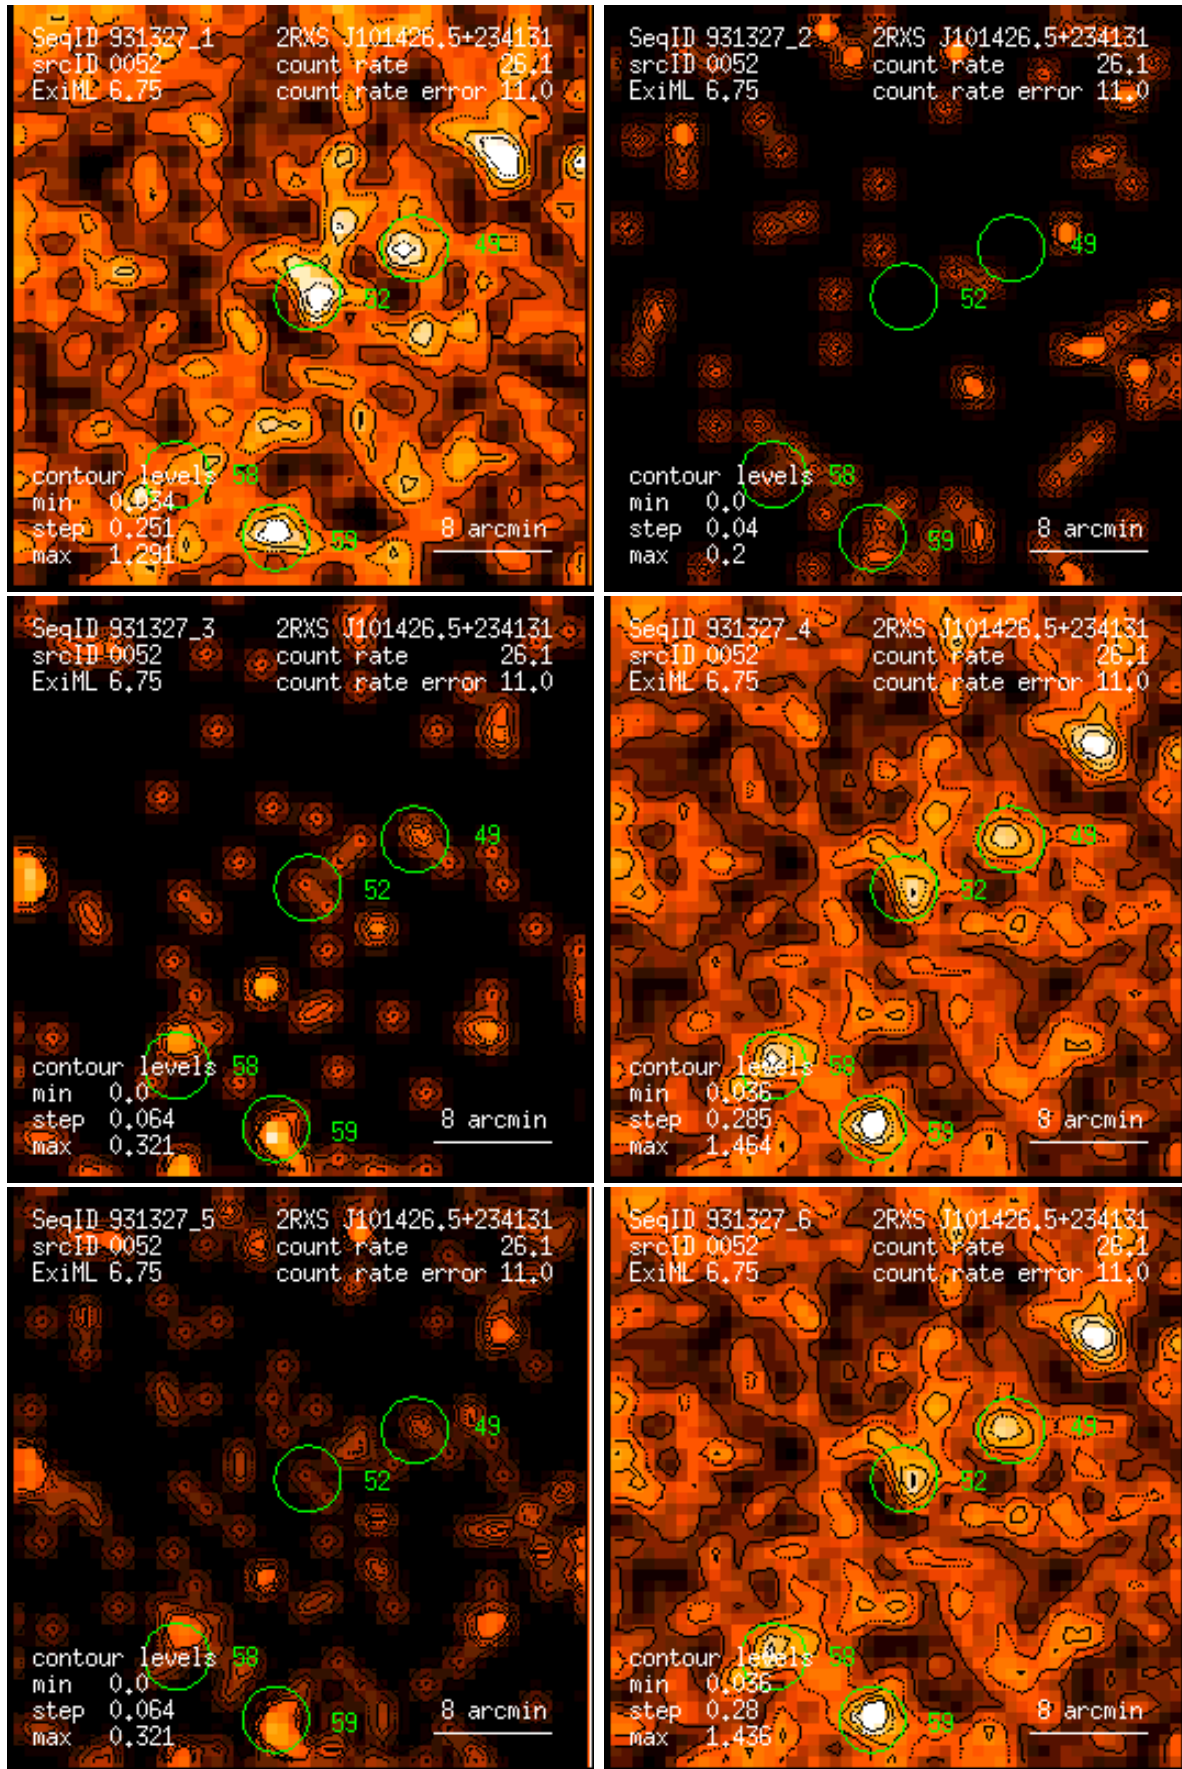 SeqID 931327_1 2RXS J101426.5+234131
srcID 0052 count rate 26.1
ExiML 6.75 count rate error 11.0
49
52
58
59
contour levels
min 0.034
step 0.251
max 1.291
8 arcmin
SeqID 931327_2 2RXS J101426.5+234131
srcID 0052 count rate 26.1
ExiML 6.75 count rate error 11.0
49
52
58
59
contour levels
min 0.0
step 0.04
max 0.2
8 arcmin
SeqID 931327_3 2RXS J101426.5+234131
srcID 0052 count rate 26.1
ExiML 6.75 count rate error 11.0
49
52
58
59
contour levels
min 0.0
step 0.064
max 0.321
8 arcmin
SeqID 931327_4 2RXS J101426.5+234131
srcID 0052 count rate 26.1
ExiML 6.75 count rate error 11.0
49
52
58
59
contour levels
min 0.036
step 0.285
max 1.464
8 arcmin
SeqID 931327_5 2RXS J101426.5+234131
srcID 0052 count rate 26.1
ExiML 6.75 count rate error 11.0
49
52
58
59
contour levels
min 0.0
step 0.064
max 0.321
8 arcmin
SeqID 931327_6 2RXS J101426.5+234131
srcID 0052 count rate 26.1
ExiML 6.75 count rate error 11.0
49
52
58
59
contour levels
min 0.036
step 0.28
max 1.436
8 arcmin